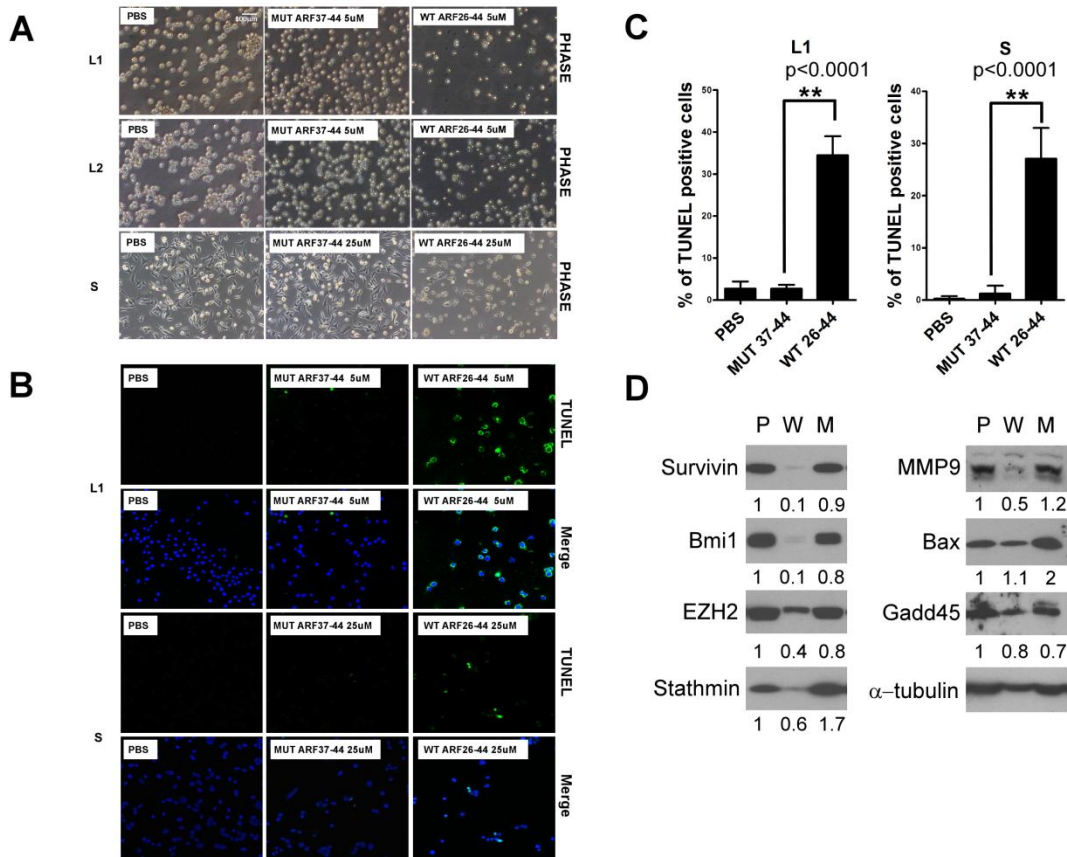 A
PBS
100μm
MUT ARF37-44 5uM
WT ARF26-44 5uM
L1
PHASE
PBS
MUT ARF37-44 5uM
WT ARF26-44 5uM
L2
PHASE
PBS
MUT ARF37-44 25uM
WT ARF26-44 25uM
S
PHASE
B
PBS
MUT ARF37-44 5uM
WT ARF26-44 5uM
TUNEL
L1
PBS
MUT ARF37-44 5uM
WT ARF26-44 5uM
Merge
PBS
MUT ARF37-44 25uM
WT ARF26-44 25uM
TUNEL
S
PBS
MUT ARF37-44 25uM
WT ARF26-44 25uM
Merge
C
L1
p<0.0001
**
% of TUNEL positive cells
50
40
30
20
10
0
PBS
MUT 37-44
WT 26-44
S
p<0.0001
**
% of TUNEL positive cells
40
30
20
10
0
PBS
MUT 37-44
WT 26-44
D
P W M
Survivin
1 0.1 0.9
Bmi1
1 0.1 0.8
EZH2
1 0.4 0.8
Stathmin
1 0.6 1.7
P W M
MMP9
1 0.5 1.2
Bax
1 1.1 2
Gadd45
1 0.8 0.7
α-tubulin